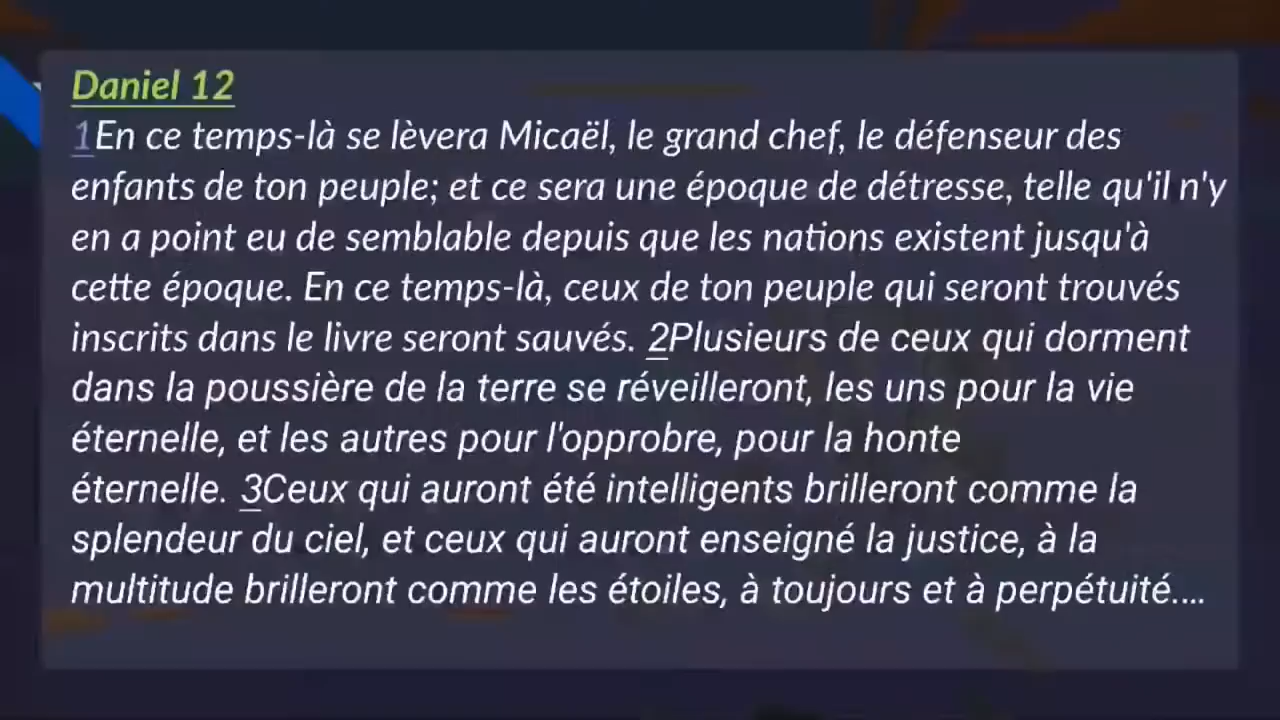 Daniel 12
1En ce temps-là se lèvera Micaël, le grand chef, le défenseur des
enfants de ton peuple; et ce sera une époque de détresse, telle qu'il n'y
en a point eu de semblable depuis que les nations existent jusqu'à
cette époque. En ce temps-là, ceux de ton peuple qui seront trouvés
inscrits dans le livre seront sauvés. 2Plusieurs de ceux qui dorment
dans la poussière de la terre se réveilleront, les uns pour la vie
éternelle, et les autres pour l'opprobre, pour la honte
éternelle. 3Ceux qui auront été intelligents brilleront comme la
splendeur du ciel, et ceux qui auront enseigné la justice, à la
multitude brilleront comme les étoiles, à toujours et à perpétuité.…